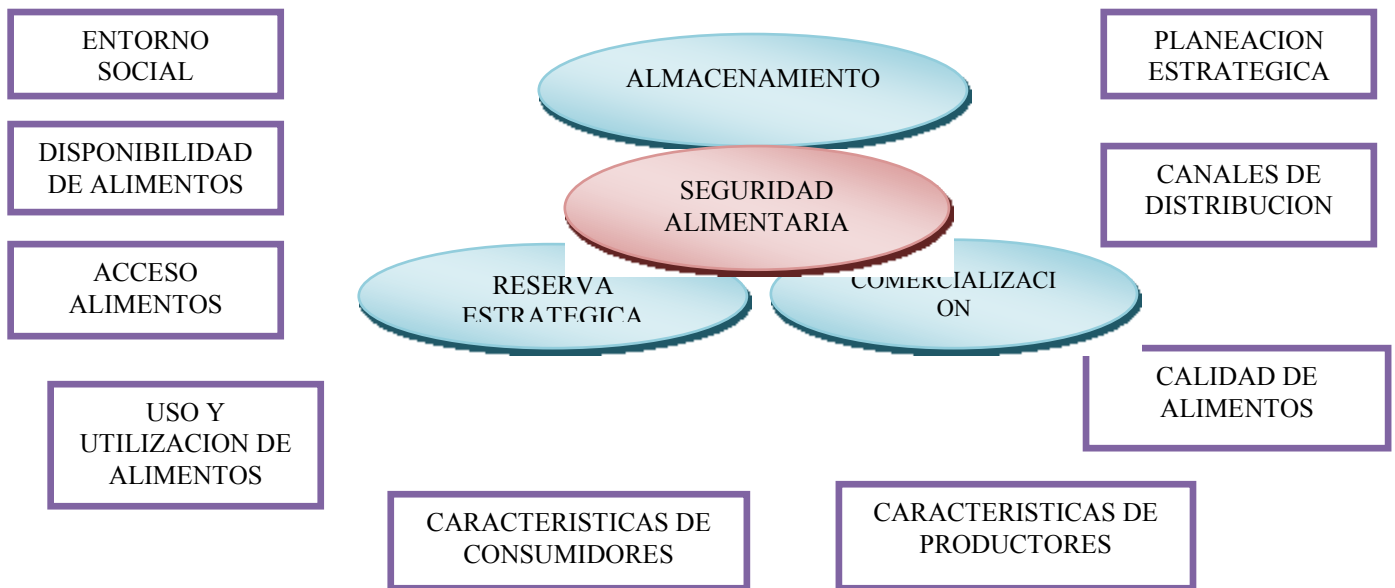 ENTORNO
SOCIAL
ALMACENAMIENTO
PLANEACION
ESTRATEGICA
DISPONIBILIDAD
DE ALIMENTOS
SEGURIDAD
ALIMENTARIA
CANALES DE
DISTRIBUCION
ACCESO
ALIMENTOS
RESERVA
ESTRATEGICA
COMERCIALIZACI
ON
USO Y
UTILIZACION DE
ALIMENTOS
CALIDAD DE
ALIMENTOS
CARACTERISTICAS DE
CONSUMIDORES
CARACTERISTICAS DE
PRODUCTORES